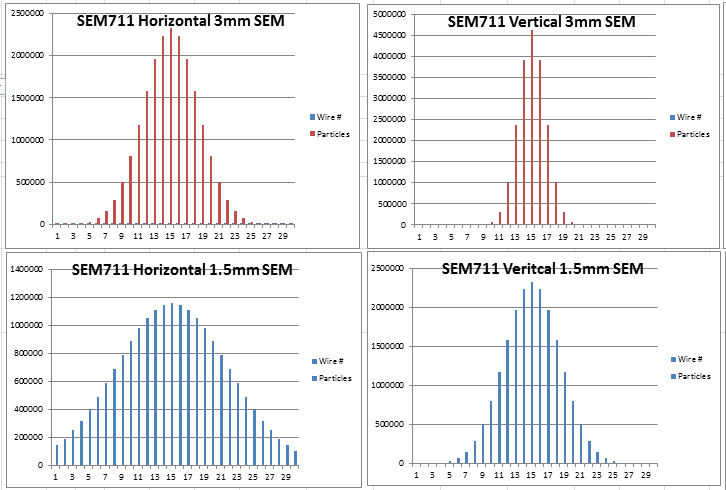 SEM711 Horizontal 3mm SEM
2500000
2000000
1500000
1000000
500000
0
1 3 5 7 9 11 13 15 17 19 21 23 25 27 29
Wire #
Particles
SEM711 Vertical 3mm SEM
5000000
4500000
4000000
3500000
3000000
2500000
2000000
1500000
1000000
500000
0
1 3 5 7 9 11 13 15 17 19 21 23 25 27 29
Wire #
Particles
SEM711 Horizontal 1.5mm SEM
1400000
1200000
1000000
800000
600000
400000
200000
0
1 3 5 7 9 11 13 15 17 19 21 23 25 27 29
Wire #
Particles
SEM711 Veritcal 1.5mm SEM
2500000
2000000
1500000
1000000
500000
0
1 3 5 7 9 11 13 15 17 19 21 23 25 27 29
Wire #
Particles